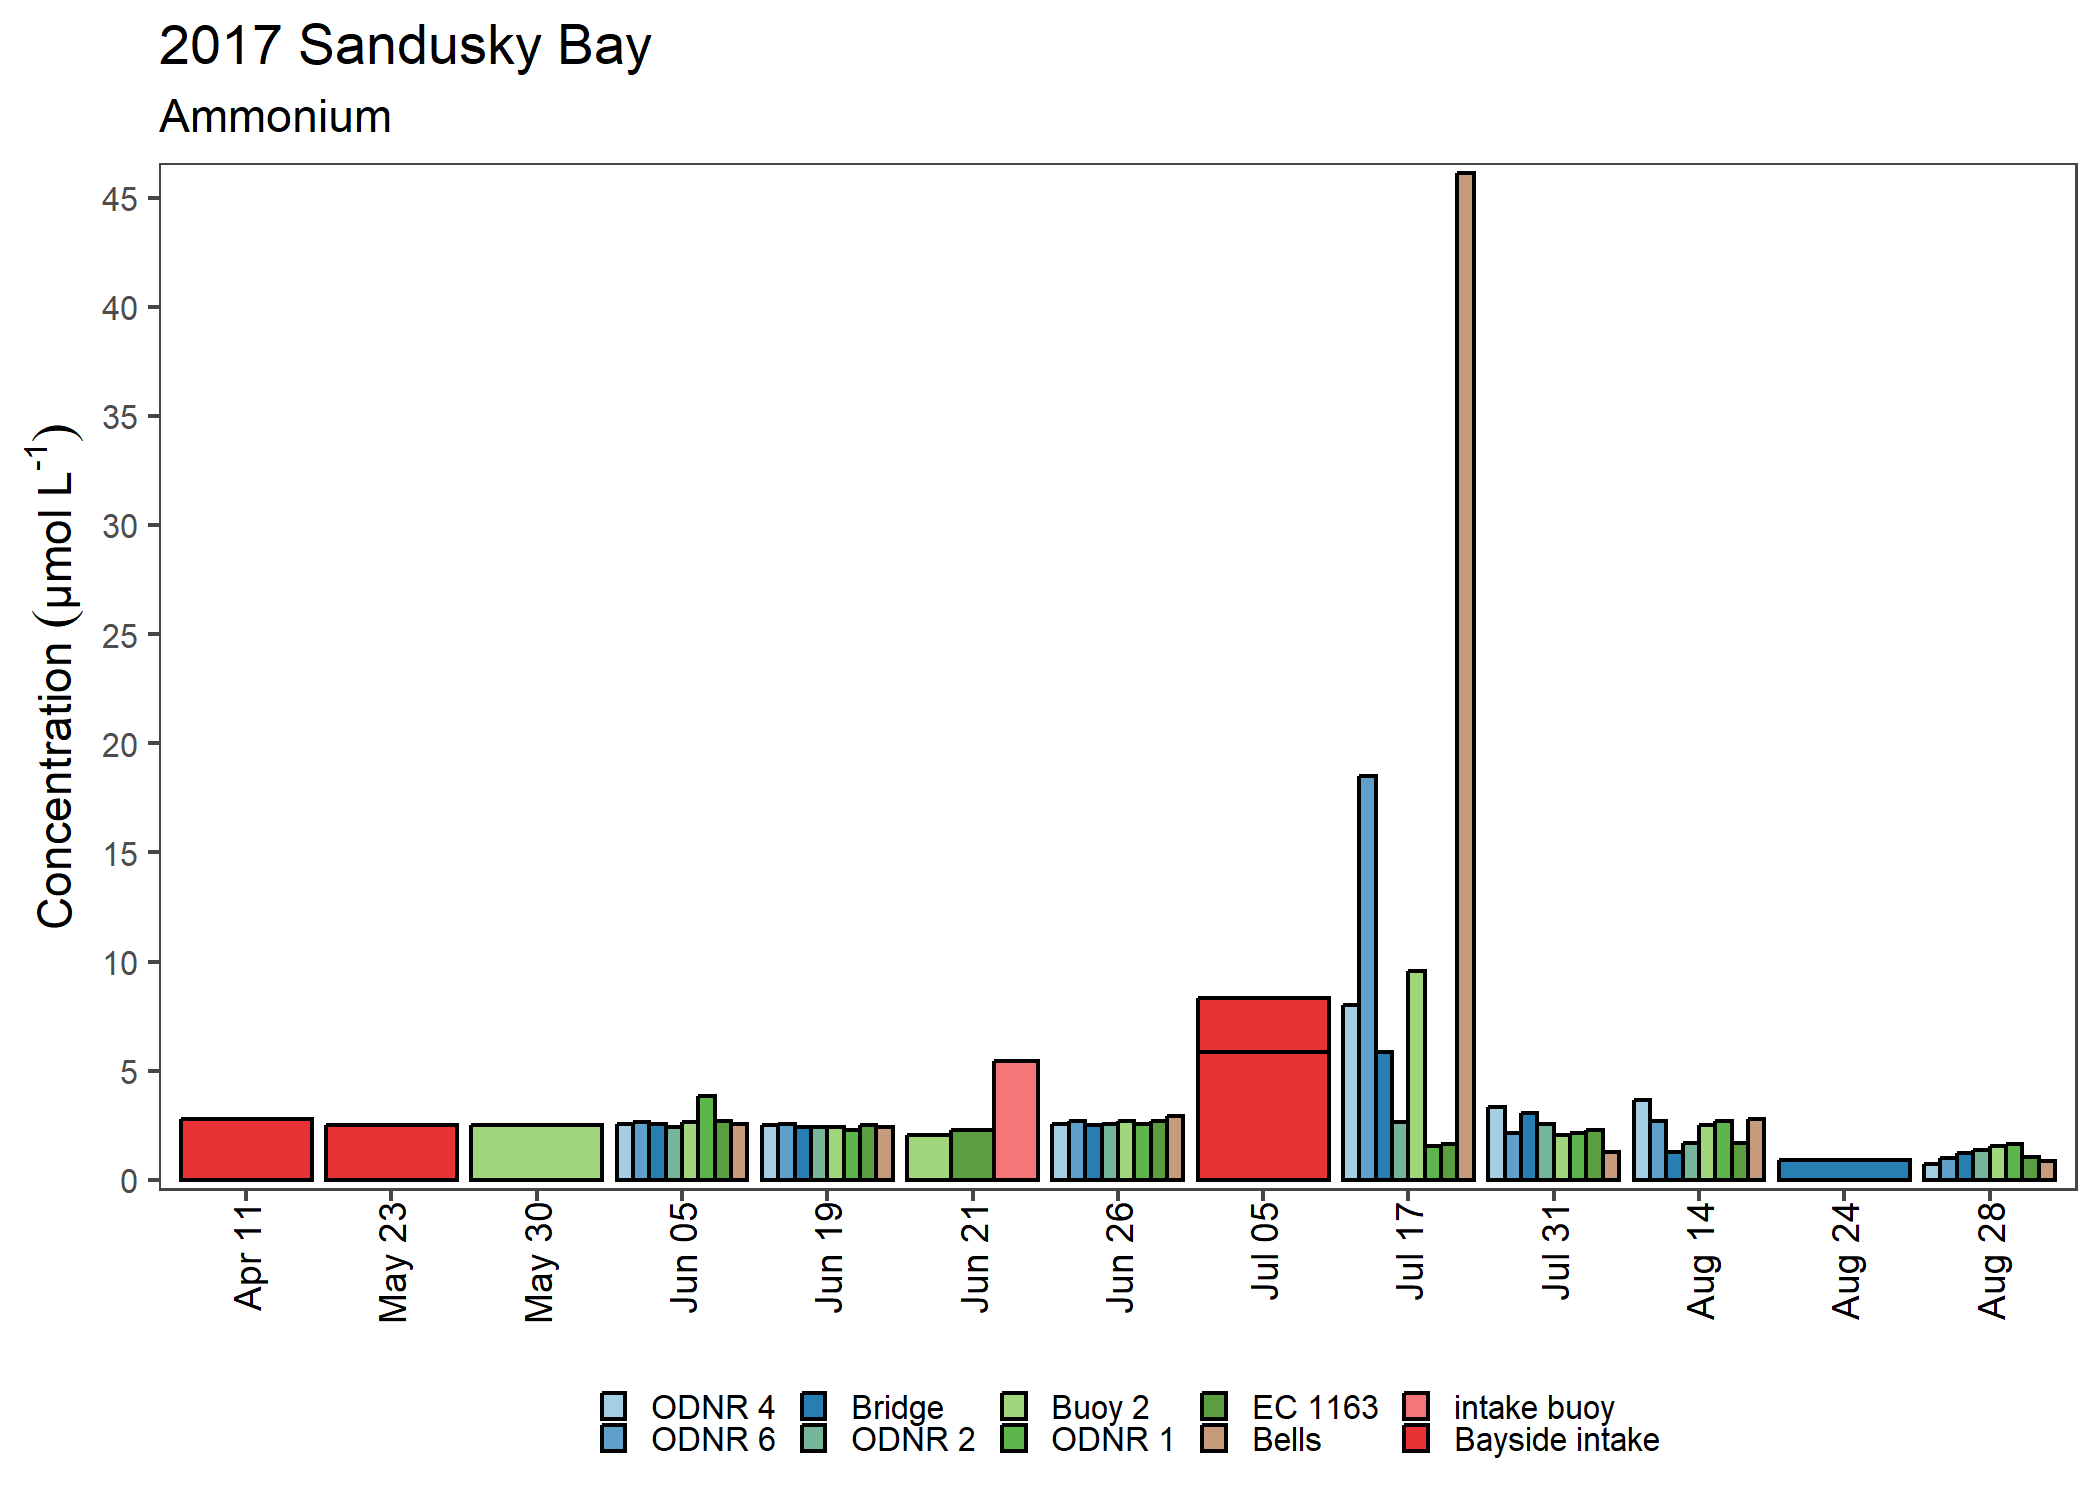 2017 Sandusky Bay
Ammonium
Concentration (µmol L⁻¹)
45
40
35
30
25
20
15
10
5
0
Apr 11
May 23
May 30
Jun 05
Jun 19
Jun 21
Jun 26
Jul 05
Jul 17
Jul 31
Aug 14
Aug 24
Aug 28
ODNR 4 Bridge Buoy 2 EC 1163 intake buoy
ODNR 6 ODNR 2 ODNR 1 Bells Bayside intake